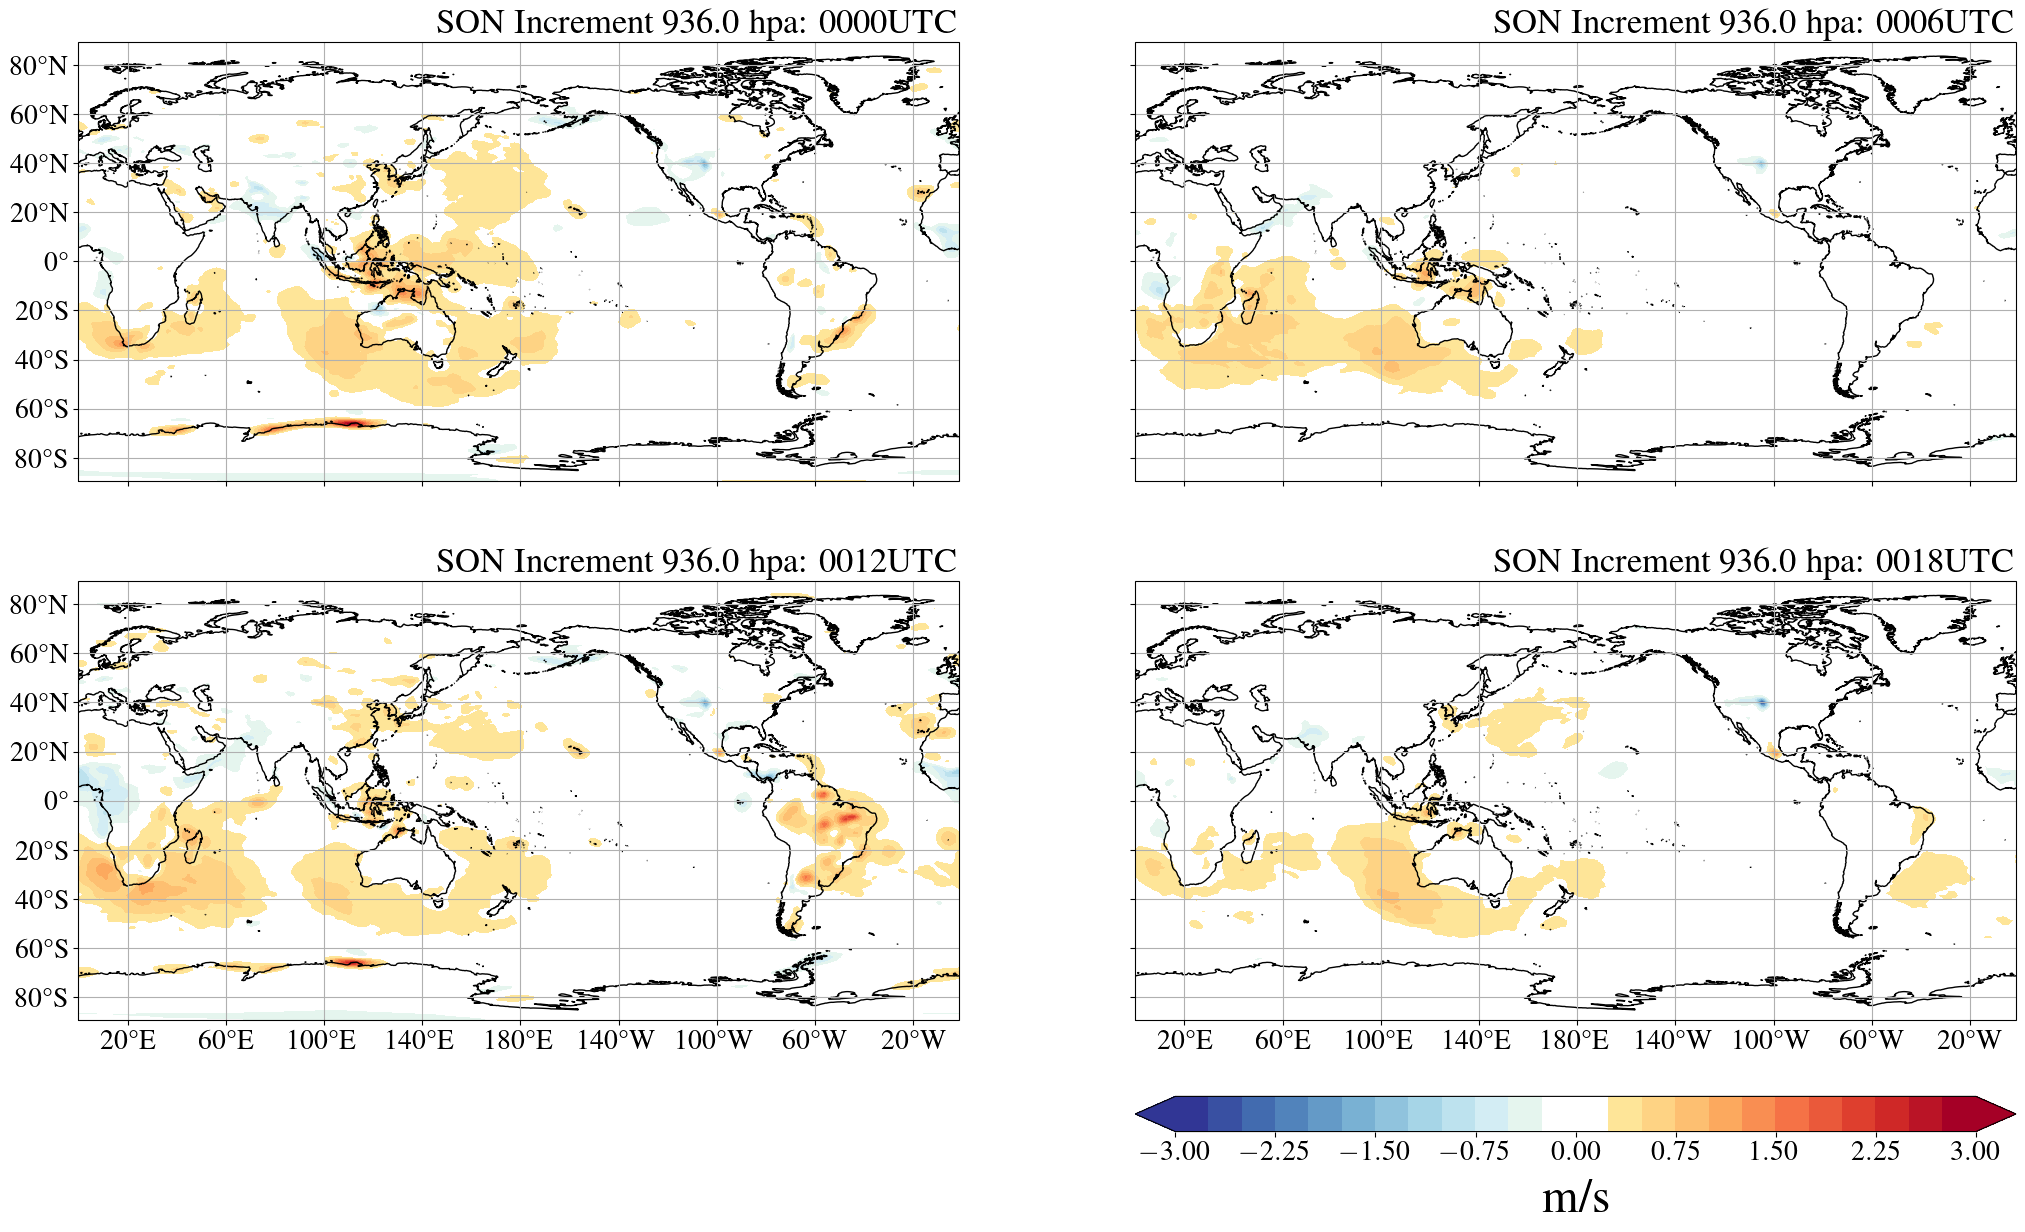 SON Increment 936.0 hpa: 0000UTC
SON Increment 936.0 hpa: 0006UTC
80°N
60°N
40°N
20°N
0°
20°S
40°S
60°S
80°S
SON Increment 936.0 hpa: 0012UTC
SON Increment 936.0 hpa: 0018UTC
80°N
60°N
40°N
20°N
0°
20°S
40°S
60°S
80°S
20°E 60°E 100°E 140°E 180°E 140°W 100°W 60°W 20°W
20°E 60°E 100°E 140°E 180°E 140°W 100°W 60°W 20°W
−3.00 −2.25 −1.50 −0.75 0.00 0.75 1.50 2.25 3.00
m/s